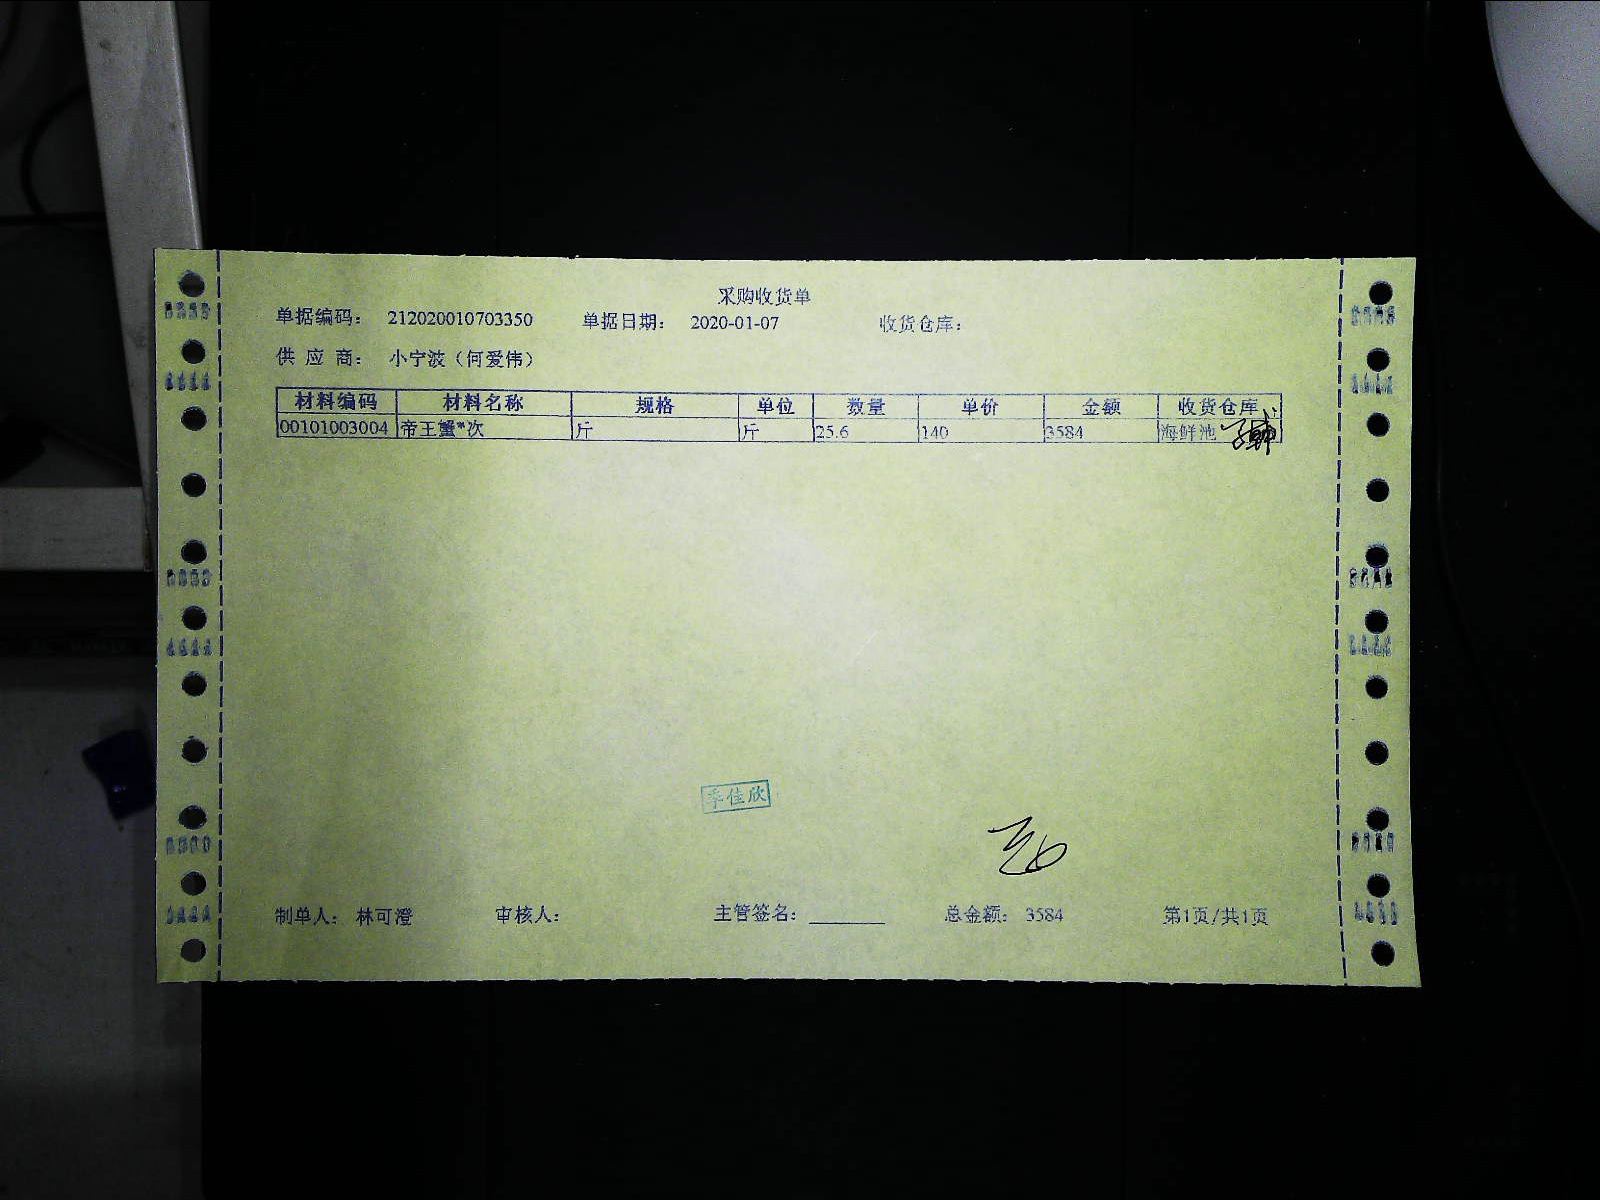 采购收货单
单据编码： 212020010703350 单据日期： 2020-01-07 收货仓库：
供 应 商： 小宁波（何爱伟）
材料编码 材料名称 规格 单位 数量 单价 金额 收货仓库
00101003004 帝王蟹*次 斤 斤 25.6 140 3584 海鲜池
季佳欣
制单人： 林可澄 审核人： 主管签名： ________ 总金额： 3584 第1页/共1页